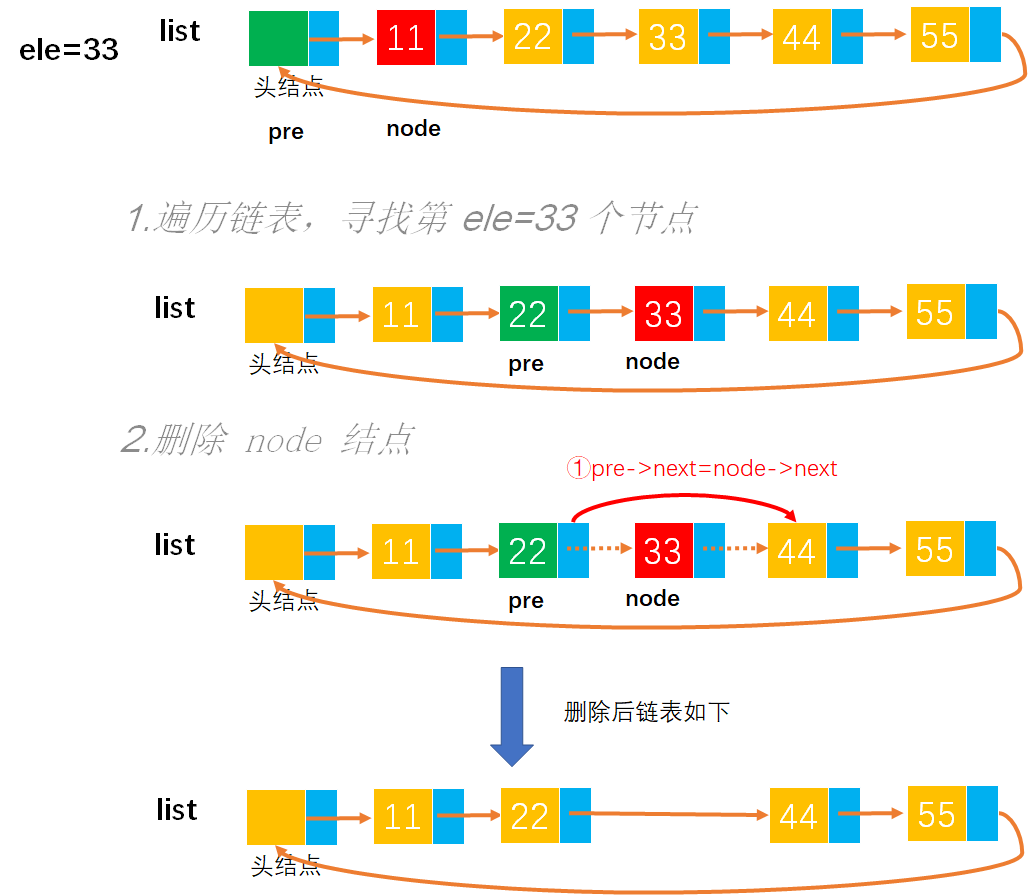 ele=33
list
11
22
33
44
55
头结点
pre
node
1.遍历链表，寻找第 ele=33 个节点
list
11
22
33
44
55
头结点
pre
node
2.删除 node 结点
①pre->next=node->next
list
11
22
33
44
55
头结点
pre
node
删除后链表如下
list
11
22
44
55
头结点